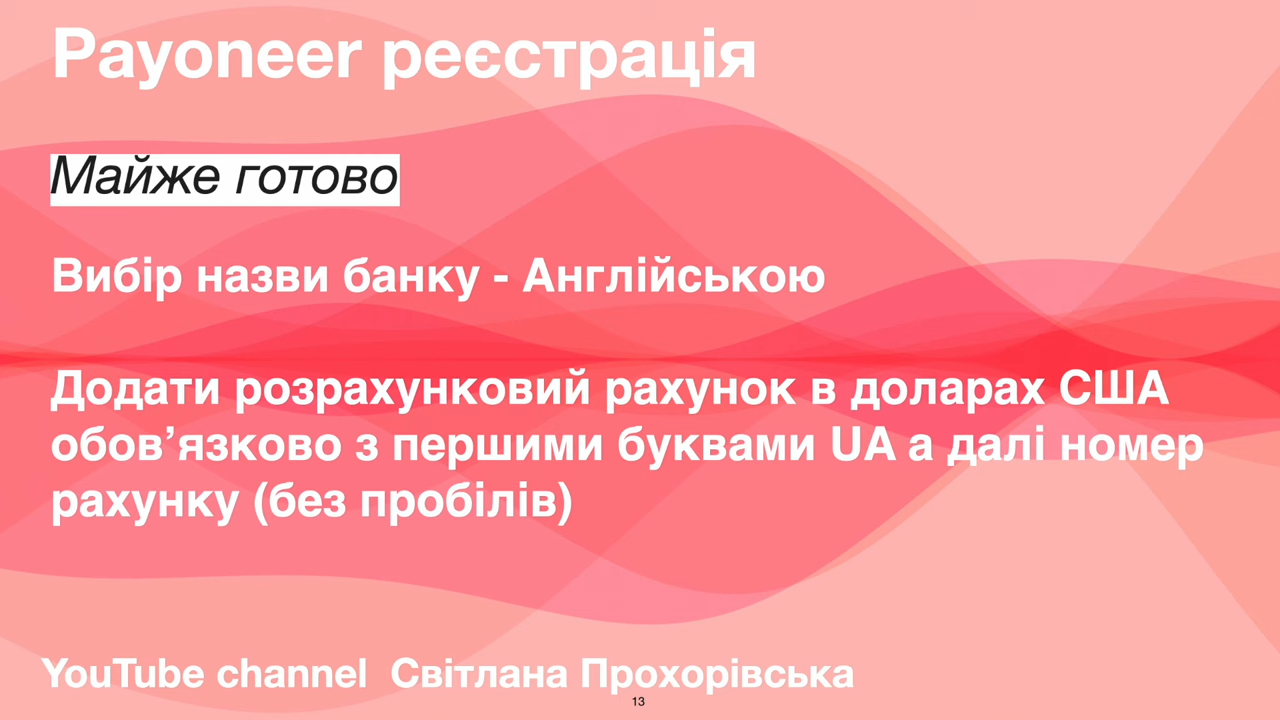 Payoneer реєстрація
Майже готово
Вибір назви банку - Англійською
Додати розрахунковий рахунок в доларах США
обов’язково з першими буквами UA а далі номер
рахунку (без пробілів)
YouTube channel Світлана Прохорівська
13